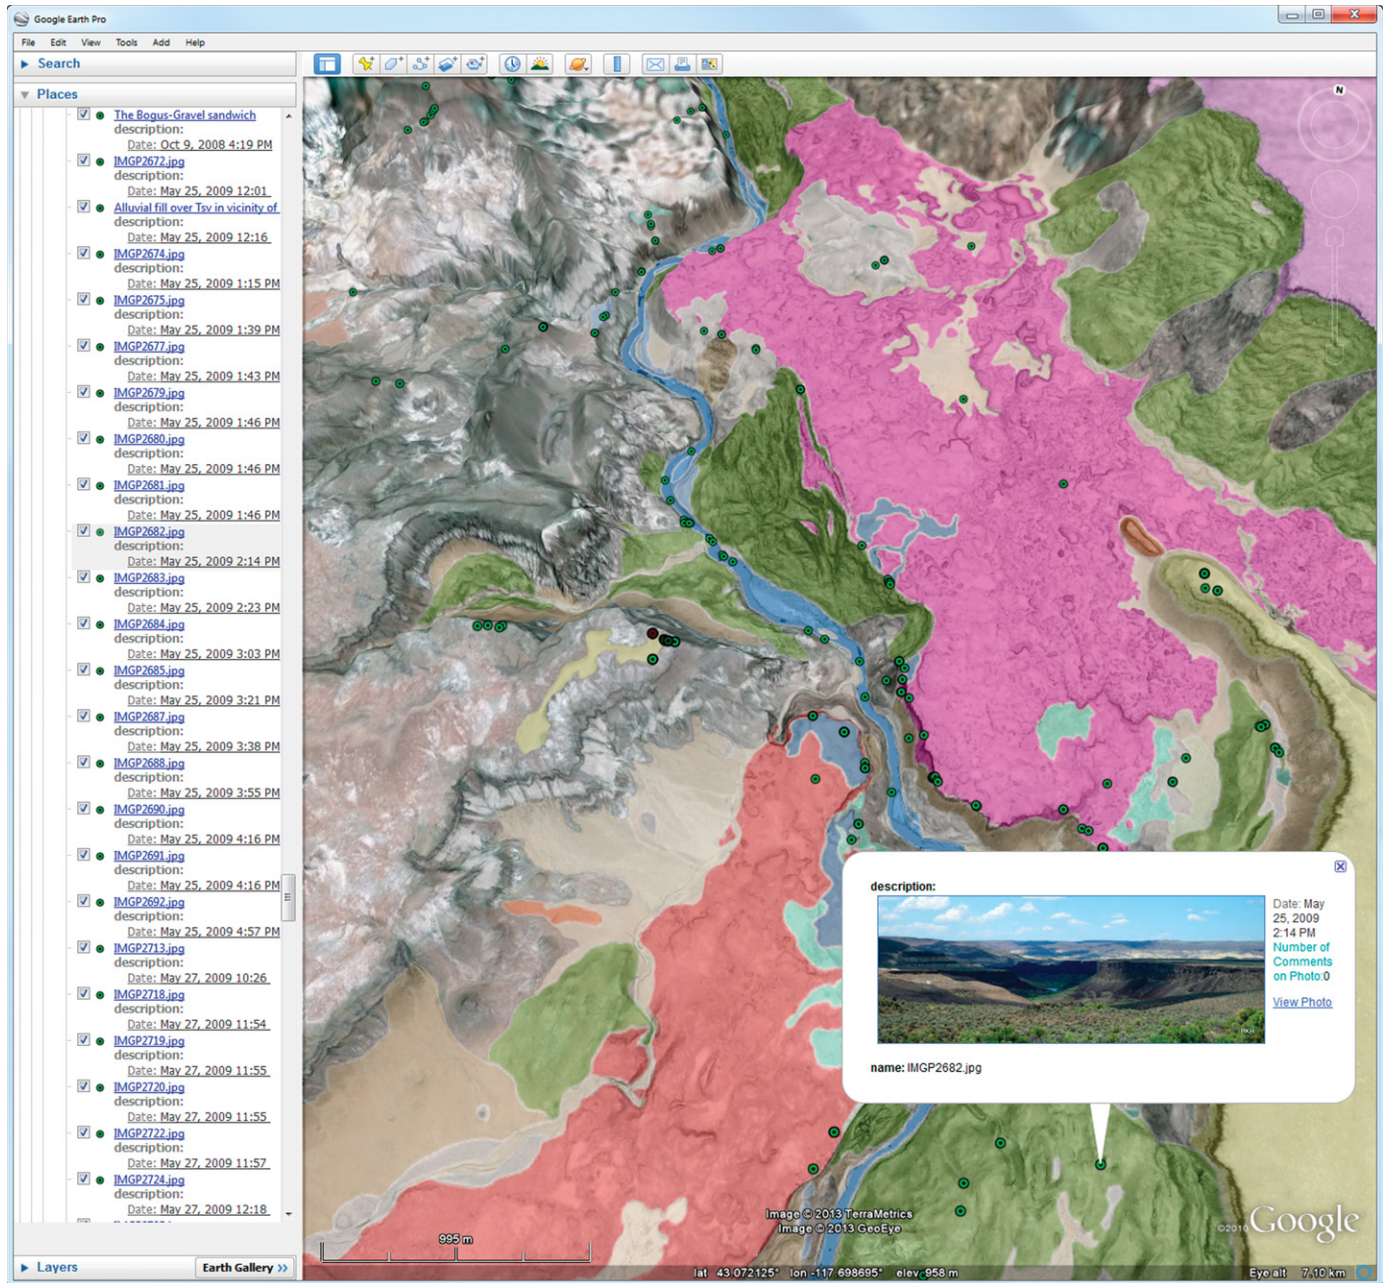 Google Earth Pro
File Edit View Tools Add Help
Search
Places
The Bogus-Gravel sandwich
description:
Date: Oct 9, 2008 4:19 PM
IMGP2672.jpg
description:
Date: May 25, 2009 12:01
Alluvial fill over Tsv in vicinity of
description:
Date: May 25, 2009 12:16
IMGP2674.jpg
description:
Date: May 25, 2009 1:15 PM
IMGP2675.jpg
description:
Date: May 25, 2009 1:39 PM
IMGP2677.jpg
description:
Date: May 25, 2009 1:43 PM
IMGP2679.jpg
description:
Date: May 25, 2009 1:46 PM
IMGP2680.jpg
description:
Date: May 25, 2009 1:46 PM
IMGP2681.jpg
description:
Date: May 25, 2009 1:46 PM
IMGP2682.jpg
description:
Date: May 25, 2009 2:14 PM
IMGP2683.jpg
description:
Date: May 25, 2009 2:23 PM
IMGP2684.jpg
description:
Date: May 25, 2009 3:03 PM
IMGP2685.jpg
description:
Date: May 25, 2009 3:21 PM
IMGP2687.jpg
description:
Date: May 25, 2009 3:38 PM
IMGP2688.jpg
description:
Date: May 25, 2009 3:55 PM
IMGP2690.jpg
description:
Date: May 25, 2009 4:16 PM
IMGP2691.jpg
description:
Date: May 25, 2009 4:16 PM
IMGP2692.jpg
description:
Date: May 25, 2009 4:57 PM
IMGP2713.jpg
description:
Date: May 27, 2009 10:26
IMGP2718.jpg
description:
Date: May 27, 2009 11:54
IMGP2719.jpg
description:
Date: May 27, 2009 11:55
IMGP2720.jpg
description:
Date: May 27, 2009 11:55
IMGP2722.jpg
description:
Date: May 27, 2009 11:57
IMGP2724.jpg
description:
Date: May 27, 2009 12:18
Layers
Earth Gallery >>
N
description:
Date: May
25, 2009
2:14 PM
Number of
Comments
on Photo:0
View Photo
name: IMGP2682.jpg
Image © 2013 TerraMetrics
Image © 2013 GeoEye
©2010 Google
995 m
lat 43.072125° lon -117.698695° elev 958 m
Eye alt 7.10 km